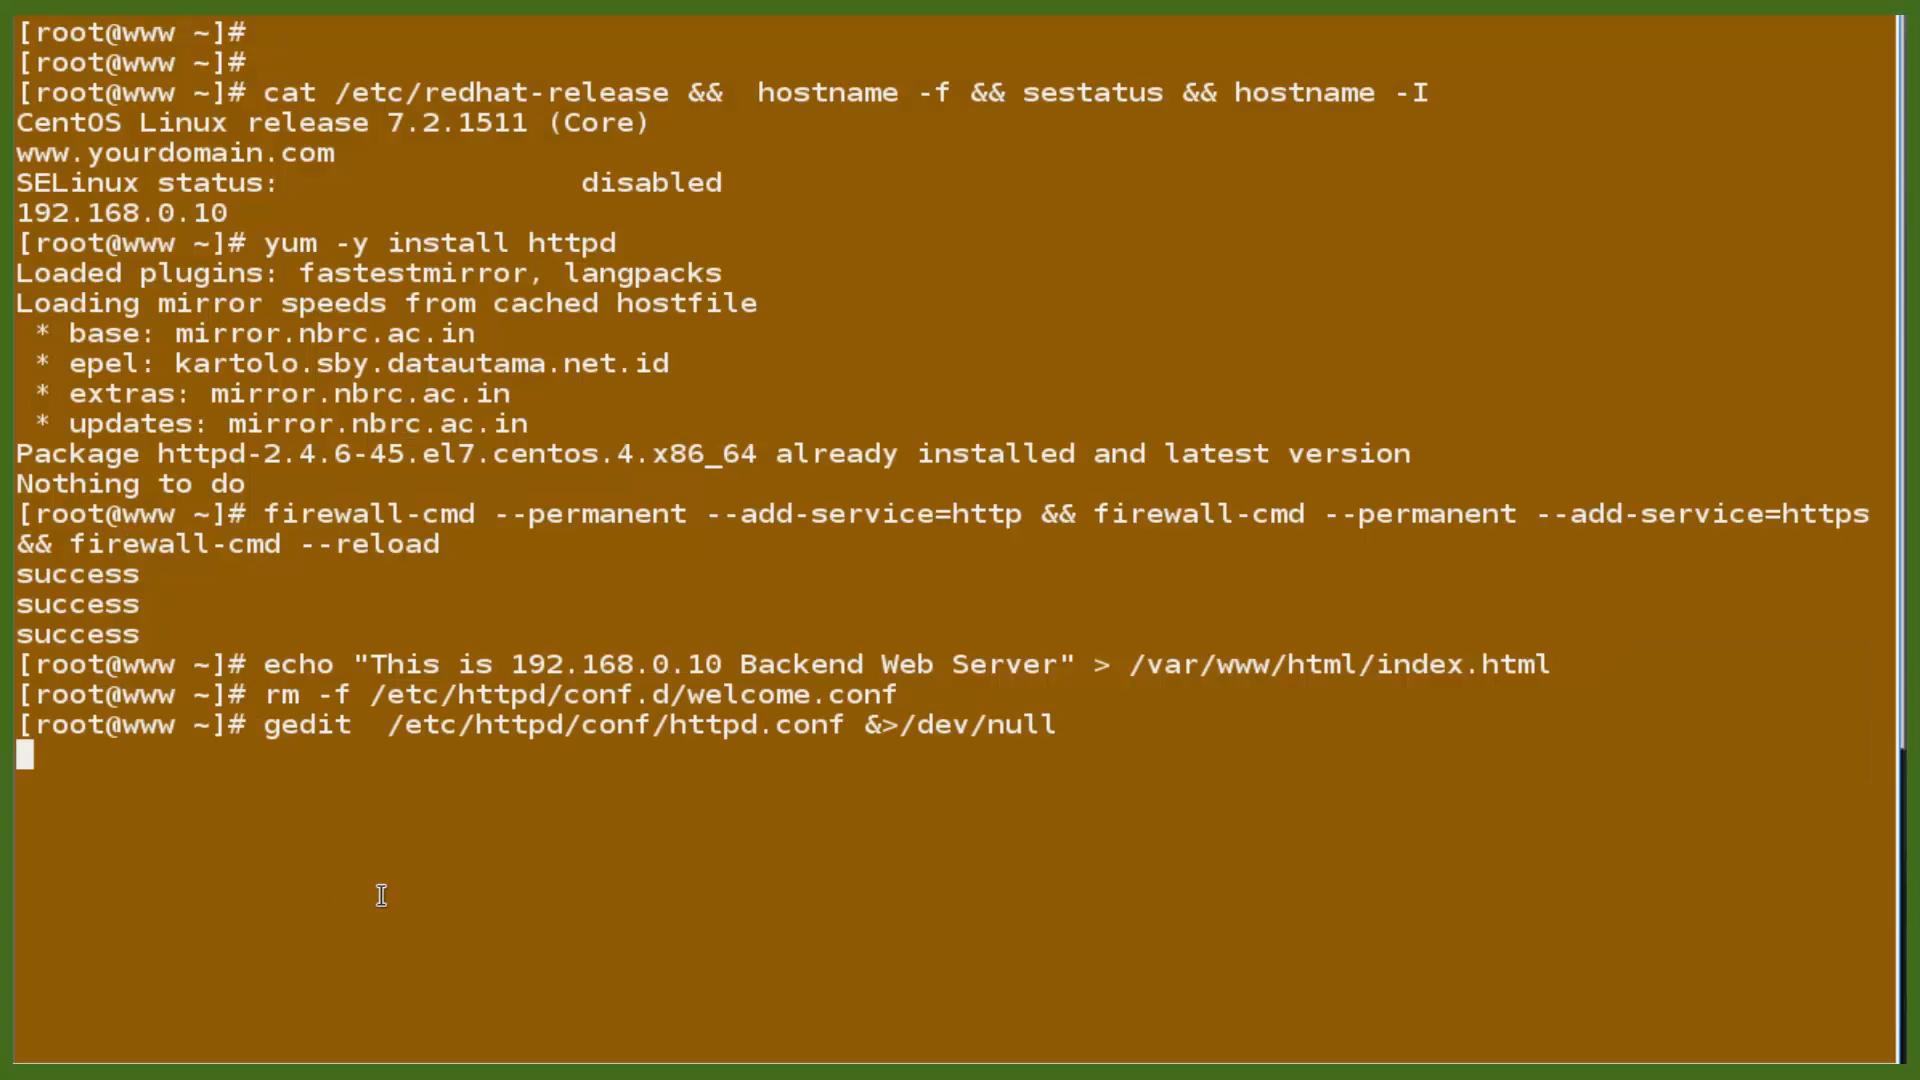 [root@www ~]#
[root@www ~]#
[root@www ~]# cat /etc/redhat-release &&  hostname -f && sestatus && hostname -I
CentOS Linux release 7.2.1511 (Core)
www.yourdomain.com
SELinux status:                 disabled
192.168.0.10
[root@www ~]# yum -y install httpd
Loaded plugins: fastestmirror, langpacks
Loading mirror speeds from cached hostfile
 * base: mirror.nbrc.ac.in
 * epel: kartolo.sby.datautama.net.id
 * extras: mirror.nbrc.ac.in
 * updates: mirror.nbrc.ac.in
Package httpd-2.4.6-45.el7.centos.4.x86_64 already installed and latest version
Nothing to do
[root@www ~]# firewall-cmd --permanent --add-service=http && firewall-cmd --permanent --add-service=https
&& firewall-cmd --reload
success
success
success
[root@www ~]# echo "This is 192.168.0.10 Backend Web Server" > /var/www/html/index.html
[root@www ~]# rm -f /etc/httpd/conf.d/welcome.conf
[root@www ~]# gedit  /etc/httpd/conf/httpd.conf &>/dev/null